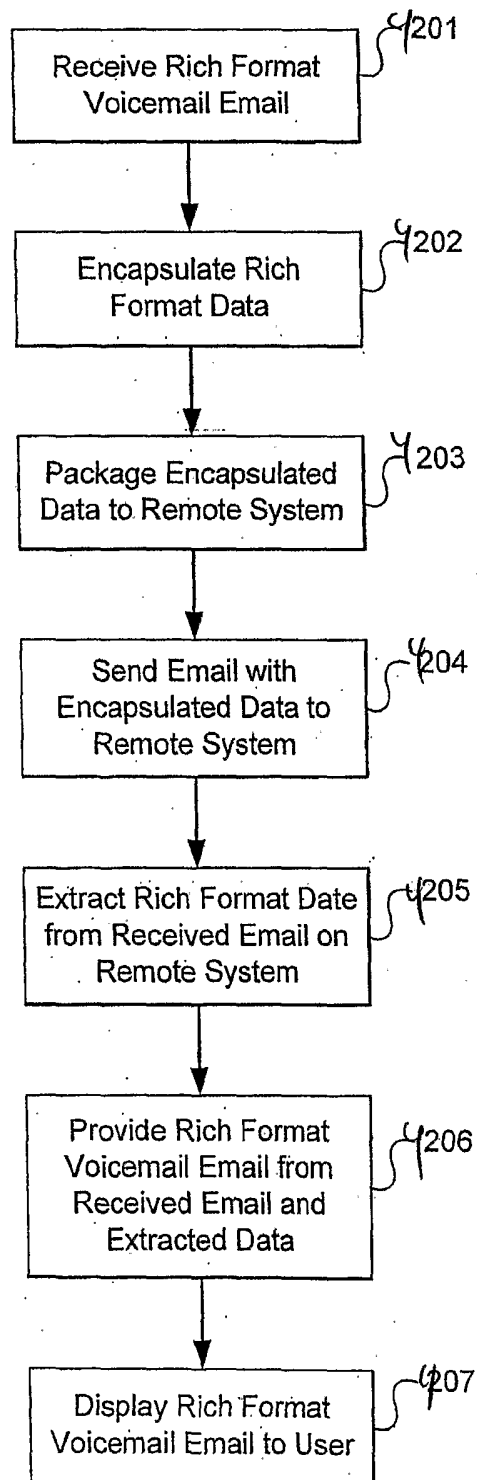 201
Receive Rich Format
Voicemail Email
202
Encapsulate Rich
Format Data
203
Package Encapsulated
Data to Remote System
204
Send Email with
Encapsulated Data to
Remote System
205
Extract Rich Format Date
from Received Email on
Remote System
206
Provide Rich Format
Voicemail Email from
Received Email and
Extracted Data
207
Display Rich Format
Voicemail Email to User